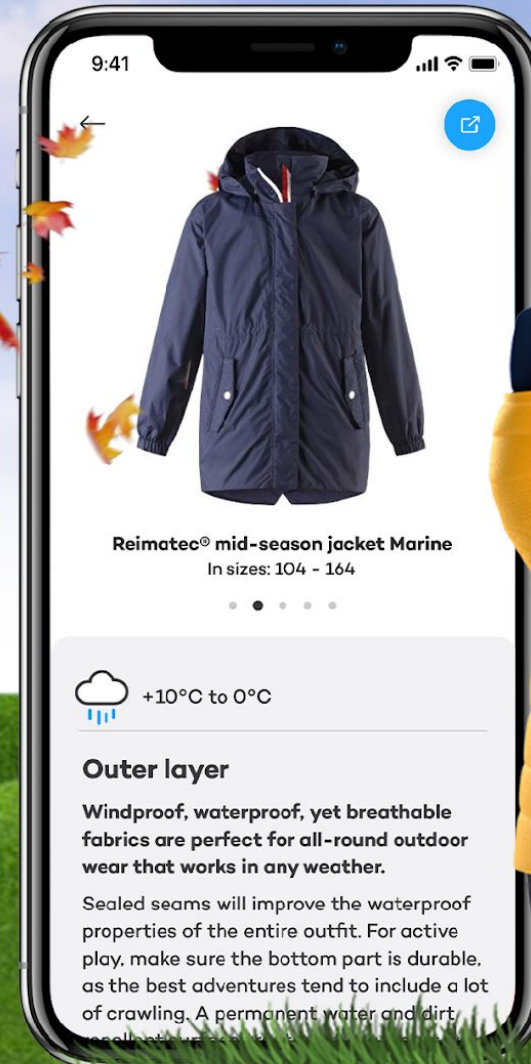 9:41
Reimatec® mid-season jacket Marine
In sizes: 104 - 164
+10°C to 0°C
Outer layer
Windproof, waterproof, yet breathable
fabrics are perfect for all-round outdoor
wear that works in any weather.
Sealed seams will improve the waterproof
properties of the entire outfit. For active
play, make sure the bottom part is durable,
as the best adventures tend to include a lot
of crawling. A permanent water and dirt